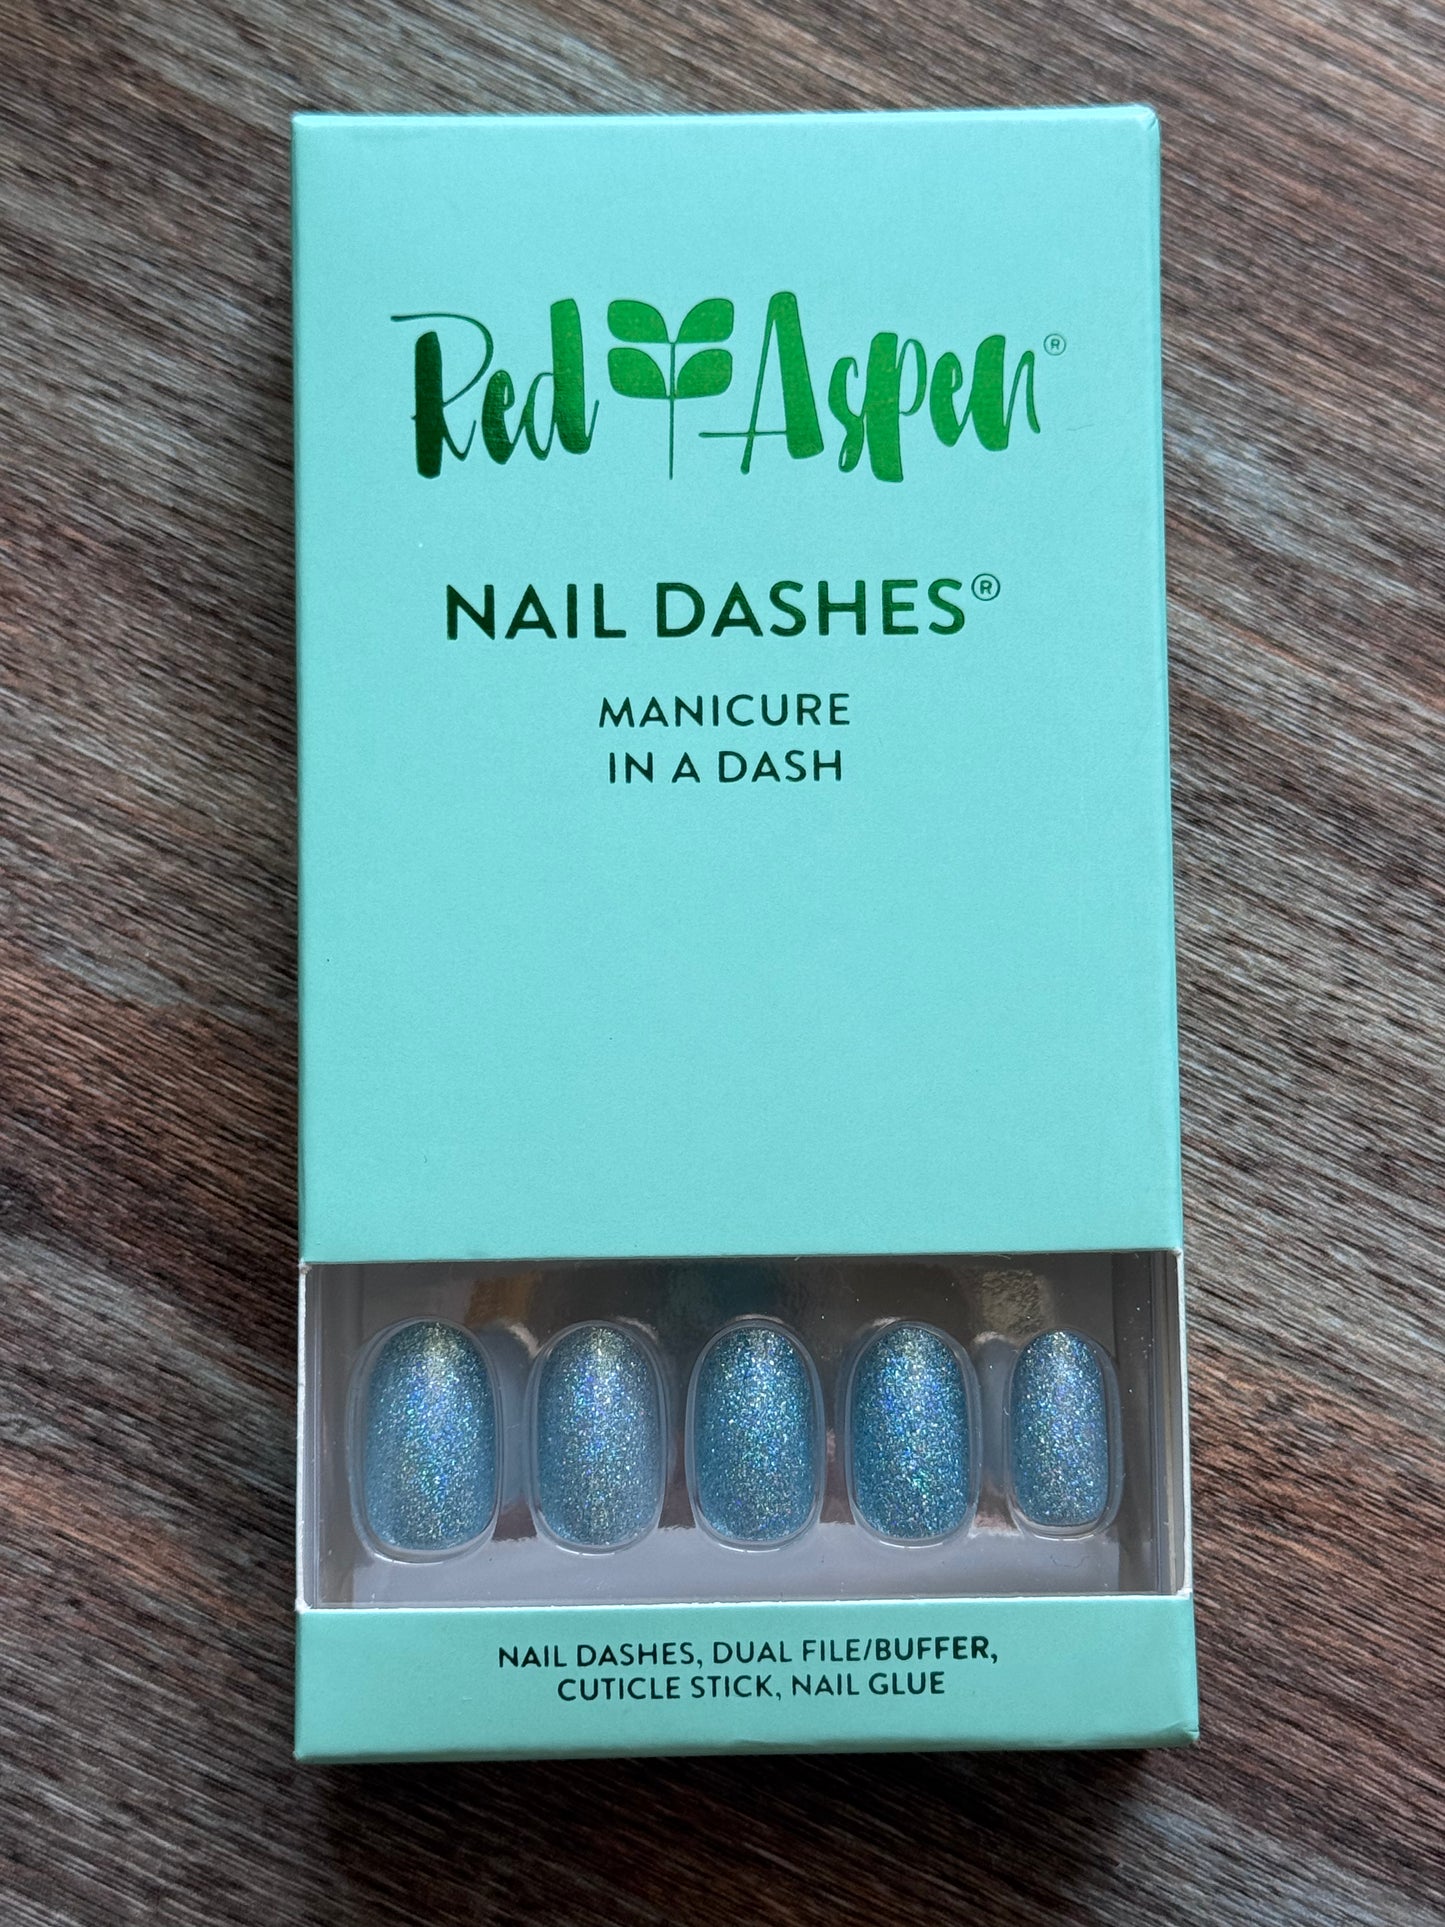 Red Aspen®
NAIL DASHES®
MANICURE
IN A DASH
NAIL DASHES, DUAL FILE/BUFFER,
CUTICLE STICK, NAIL GLUE